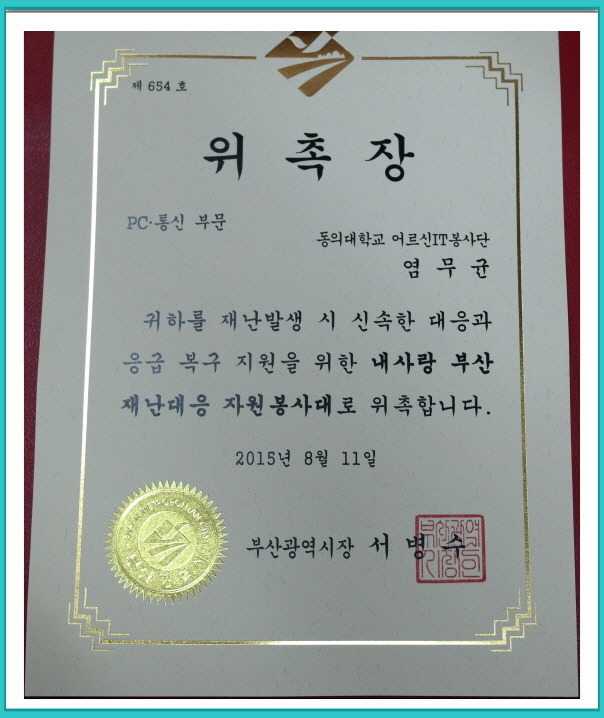 제 654 호
위 촉 장
PC·통신 부문
동의대학교 어르신IT봉사단
염 무 균
귀하를 재난발생 시 신속한 대응과
응급 복구 지원을 위한 내사랑 부산
재난대응 자원봉사대로 위촉합니다.
2015년 8월 11일
부산광역시장 서 병 수